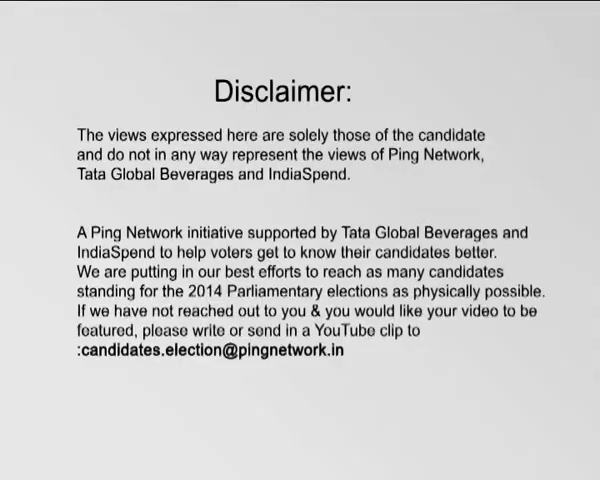 Disclaimer:
The views expressed here are solely those of the candidate
and do not in any way represent the views of Ping Network,
Tata Global Beverages and IndiaSpend.
A Ping Network initiative supported by Tata Global Beverages and
IndiaSpend to help voters get to know their candidates better.
We are putting in our best efforts to reach as many candidates
standing for the 2014 Parliamentary elections as physically possible.
If we have not reached out to you & you would like your video to be
featured, please write or send in a YouTube clip to
:candidates.election@pingnetwork.in